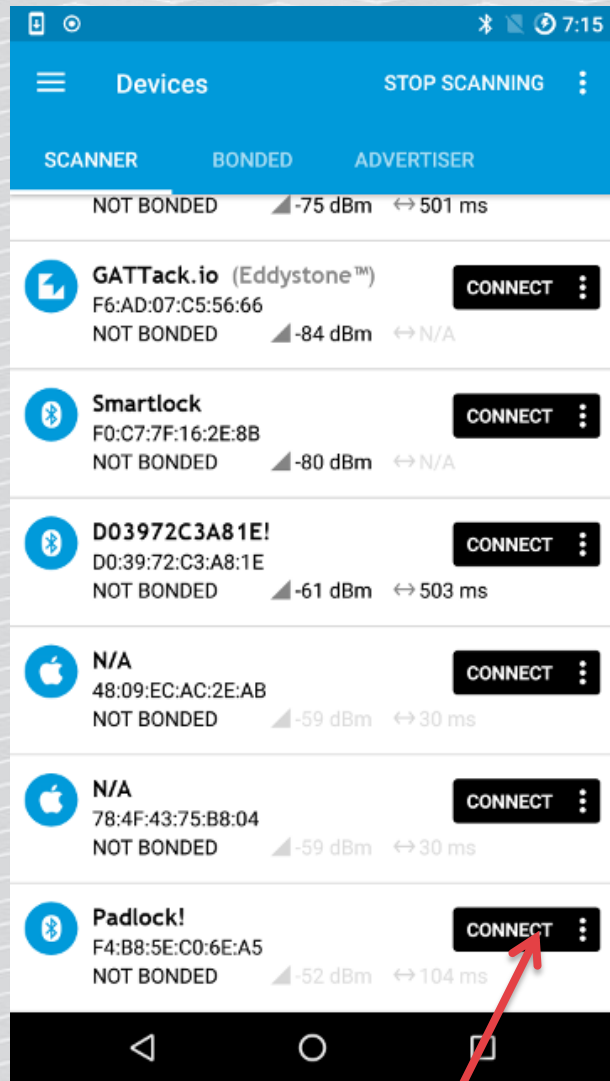 7:15
Devices STOP SCANNING
SCANNER BONDED ADVERTISER
NOT BONDED -75 dBm 501 ms
GATTack.io (Eddystone™)
CONNECT
F6:AD:07:C5:56:66
NOT BONDED -84 dBm N/A
Smartlock
CONNECT
F0:C7:7F:16:2E:8B
NOT BONDED -80 dBm N/A
D03972C3A81E!
CONNECT
D0:39:72:C3:A8:1E
NOT BONDED -61 dBm 503 ms
N/A
CONNECT
48:09:EC:AC:2E:AB
NOT BONDED -59 dBm 30 ms
N/A
CONNECT
78:4F:43:75:B8:04
NOT BONDED -59 dBm 30 ms
Padlock!
CONNECT
F4:B8:5E:C0:6E:A5
NOT BONDED -52 dBm 104 ms